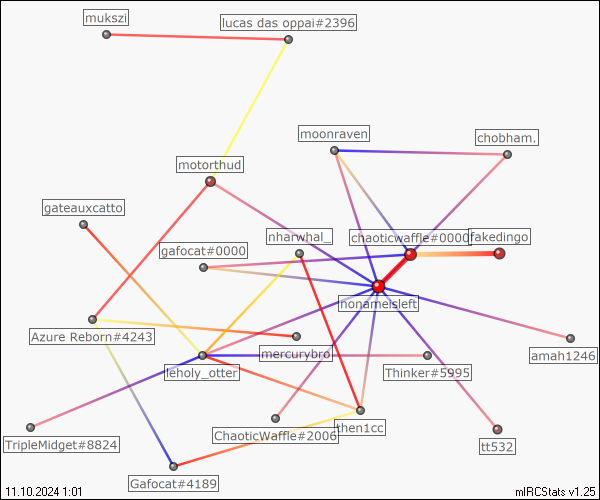 mukszi
lucas das oppai#2396
moonraven
chobham.
motorthud
gateauxcatto
nharwhal_
chaoticwaffle#0000
fakedingo
gafocat#0000
nonameisleft
Azure Reborn#4243
mercurybro
amah1246
leholy_otter
Thinker#5995
TripleMidget#8824
ChaoticWaffle#2006
then1cc
tt532
Gafocat#4189
11.10.2024 1:01
mIRCStats v1.25